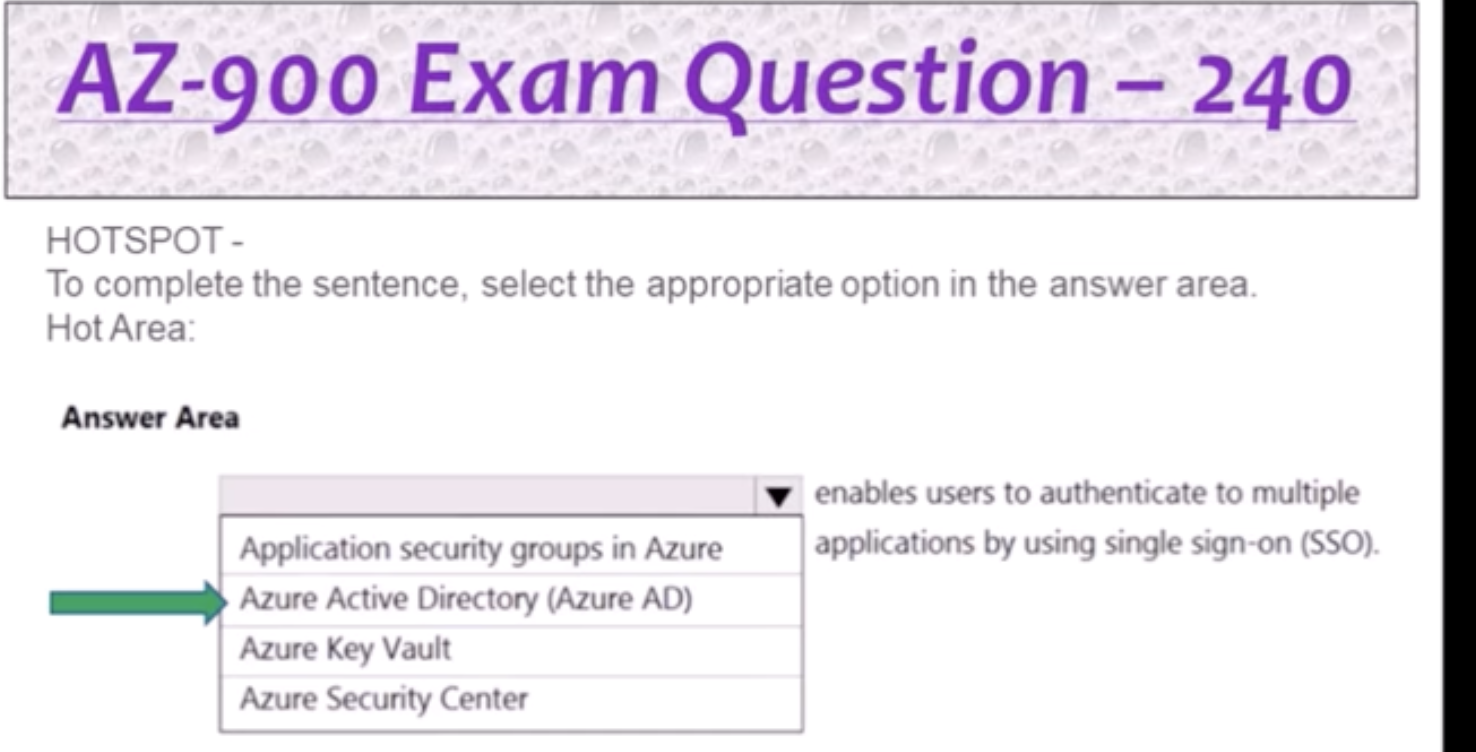 AZ-900 Exam Question – 240
HOTSPOT -
To complete the sentence, select the appropriate option in the answer area.
Hot Area:
Answer Area
enables users to authenticate to multiple
applications by using single sign-on (SSO).
Application security groups in Azure
Azure Active Directory (Azure AD)
Azure Key Vault
Azure Security Center